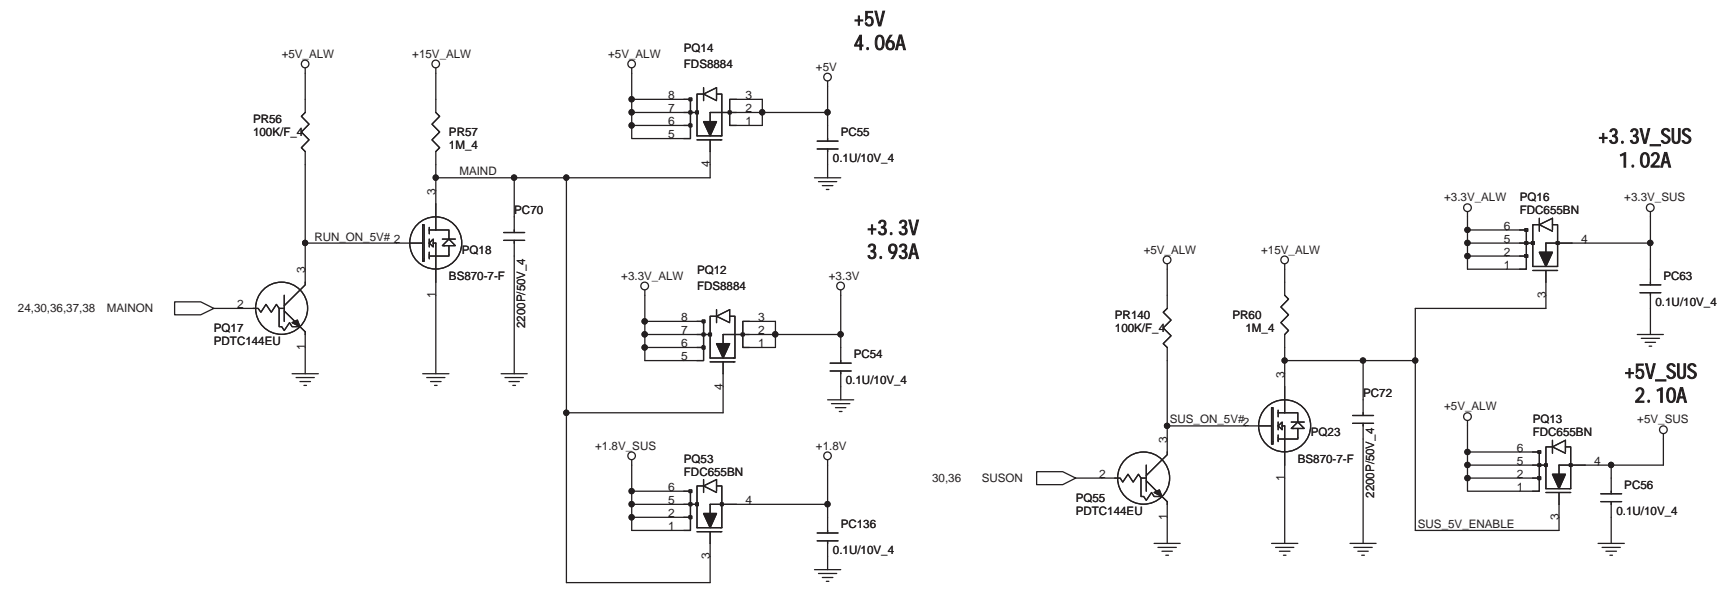 +5V
4.06A
+5V_ALW
+15V_ALW
+5V_ALW
PQ14
FDS8884
+5V
8
7
6
5
3
2
1
4
PR56
100K/F_4
PR57
1M_4
PC55
0.1U/10V_4
MAIND
3
PC70
2200P/50V_4
RUN_ON_5V# 2
PQ18
BS870-7-F
1
3
24,30,36,37,38 MAINON
2
PQ17
PDTC144EU
1
+3.3V
3.93A
+3.3V_ALW
PQ12
FDS8884
+3.3V
8
7
6
5
3
2
1
4
PC54
0.1U/10V_4
+1.8V_SUS
PQ53
FDC655BN
+1.8V
6
5
2
1
4
3
PC136
0.1U/10V_4
+3.3V_SUS
1.02A
+3.3V_ALW
PQ16
FDC655BN
+3.3V_SUS
6
5
2
1
4
3
PC63
0.1U/10V_4
+5V_ALW
+15V_ALW
PR140
100K/F_4
PR60
1M_4
3
PC72
2200P/50V_4
SUS_ON_5V# 2
PQ23
BS870-7-F
1
3
30,36 SUSON
2
PQ55
PDTC144EU
1
+5V_SUS
2.10A
+5V_ALW
PQ13
FDC655BN
+5V_SUS
6
5
2
1
4
3
PC56
0.1U/10V_4
SUS_5V_ENABLE